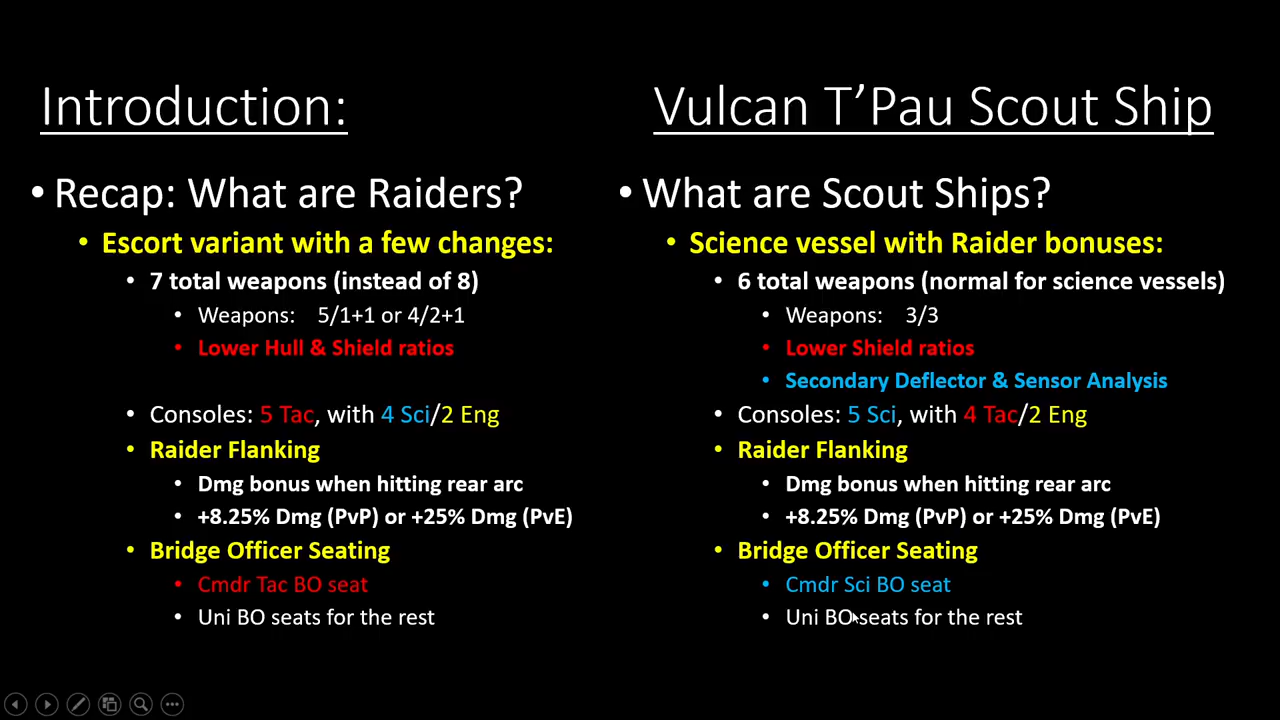 Introduction:
• Recap: What are Raiders?
• Escort variant with a few changes:
• 7 total weapons (instead of 8)
• Weapons: 5/1+1 or 4/2+1
• Lower Hull & Shield ratios
• Consoles: 5 Tac, with 4 Sci/2 Eng
• Raider Flanking
• Dmg bonus when hitting rear arc
• +8.25% Dmg (PvP) or +25% Dmg (PvE)
• Bridge Officer Seating
• Cmdr Tac BO seat
• Uni BO seats for the rest
Vulcan T’Pau Scout Ship
• What are Scout Ships?
• Science vessel with Raider bonuses:
• 6 total weapons (normal for science vessels)
• Weapons: 3/3
• Lower Shield ratios
• Secondary Deflector & Sensor Analysis
• Consoles: 5 Sci, with 4 Tac/2 Eng
• Raider Flanking
• Dmg bonus when hitting rear arc
• +8.25% Dmg (PvP) or +25% Dmg (PvE)
• Bridge Officer Seating
• Cmdr Sci BO seat
• Uni BO seats for the rest